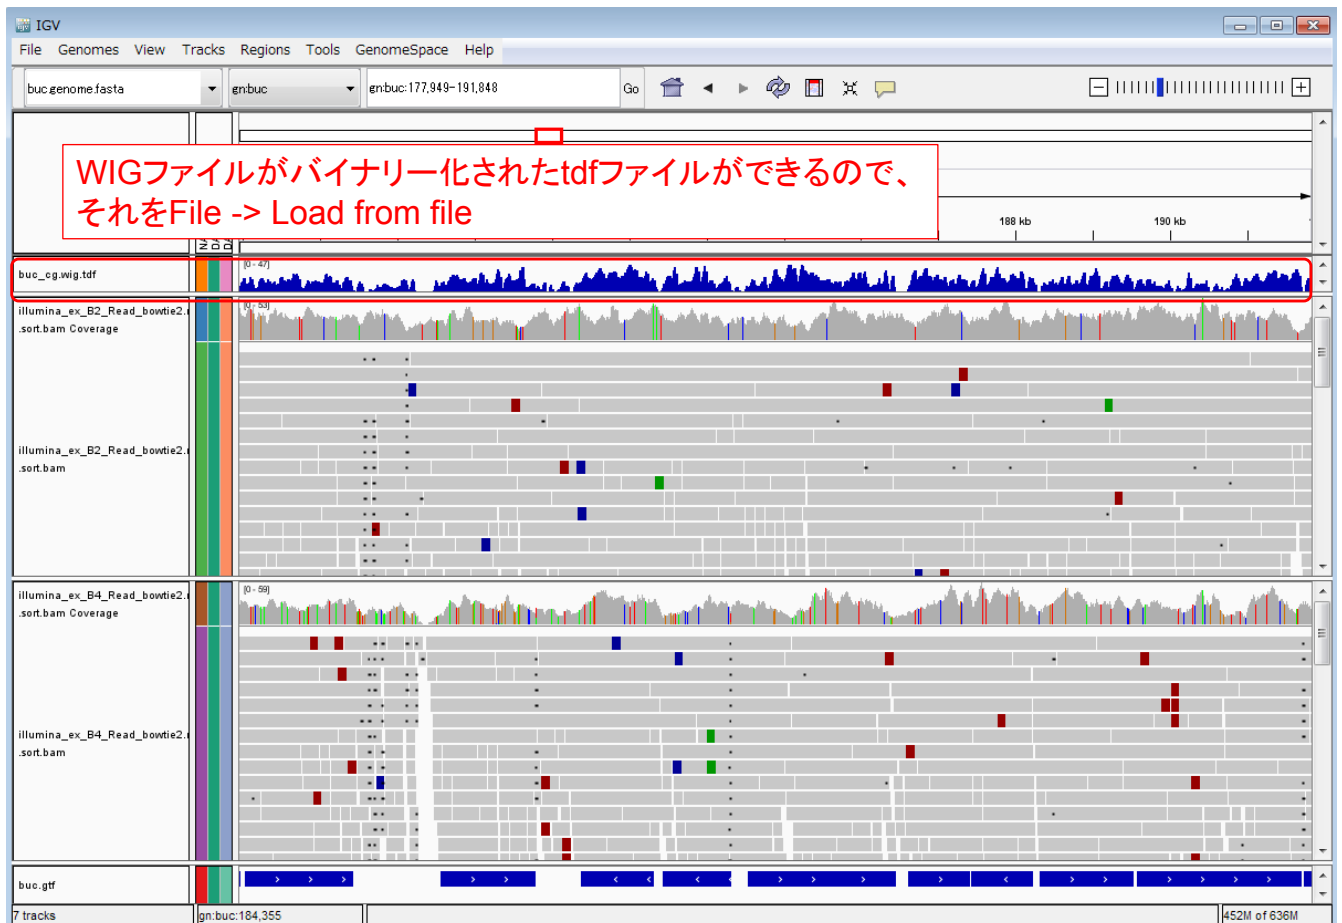 IGV
File Genomes View Tracks Regions Tools GenomeSpace Help
buc.genome.fasta
gn:buc
gn:buc:177,949-191,848
Go
WIGファイルがバイナリー化されたtdfファイルができるので、
それをFile -> Load from file
188 kb
190 kb
buc_cg.wig.tdf
[0 - 47]
illumina_ex_B2_Read_bowtie2.
.sort.bam Coverage
[0 - 53]
illumina_ex_B2_Read_bowtie2.
.sort.bam
illumina_ex_B4_Read_bowtie2.
.sort.bam Coverage
[0 - 59]
illumina_ex_B4_Read_bowtie2.
.sort.bam
buc.gtf
7 tracks
gn:buc:184,355
452M of 636M